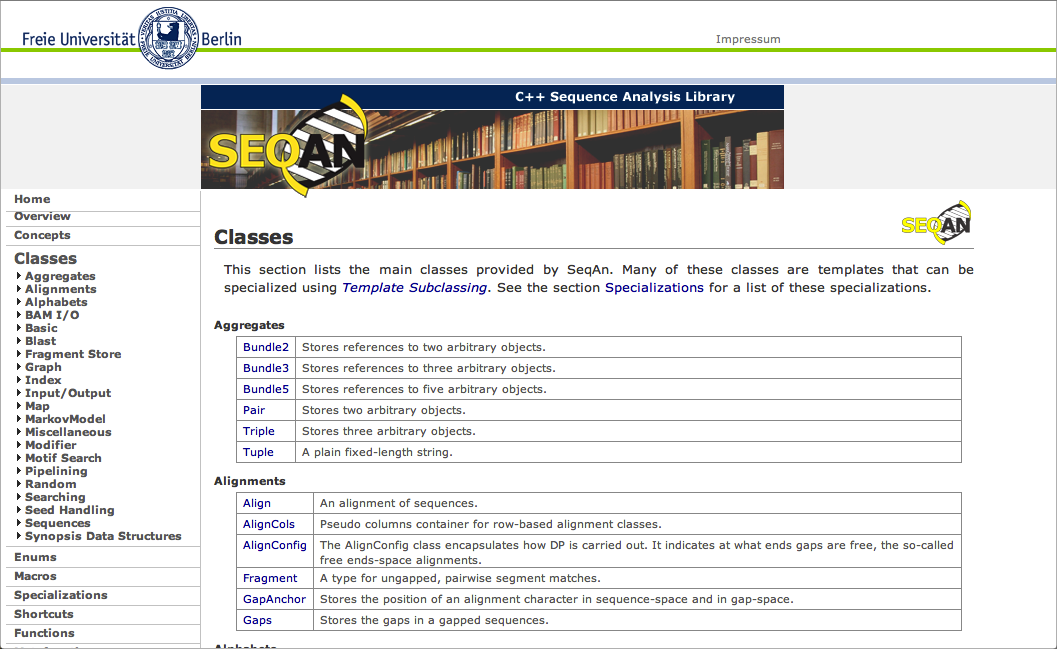 Freie Universität Berlin
Impressum
C++ Sequence Analysis Library
SEQAN
Home
Overview
Concepts
Classes
Aggregates
Alignments
Alphabets
BAM I/O
Basic
Blast
Fragment Store
Graph
Index
Input/Output
Map
MarkovModel
Miscellaneous
Modifier
Motif Search
Pipelining
Random
Searching
Seed Handling
Sequences
Synopsis Data Structures
Enums
Macros
Specializations
Shortcuts
Functions
SEQAN
Classes
This section lists the main classes provided by SeqAn. Many of these classes are templates that can be
specialized using Template Subclassing. See the section Specializations for a list of these specializations.
Aggregates
Bundle2 Stores references to two arbitrary objects.
Bundle3 Stores references to three arbitrary objects.
Bundle5 Stores references to five arbitrary objects.
Pair Stores two arbitrary objects.
Triple Stores three arbitrary objects.
Tuple A plain fixed-length string.
Alignments
Align An alignment of sequences.
AlignCols Pseudo columns container for row-based alignment classes.
AlignConfig The AlignConfig class encapsulates how DP is carried out. It indicates at what ends gaps are free, the so-called
free ends-space alignments.
Fragment A type for ungapped, pairwise segment matches.
GapAnchor Stores the position of an alignment character in sequence-space and in gap-space.
Gaps Stores the gaps in a gapped sequences.
Alphabets